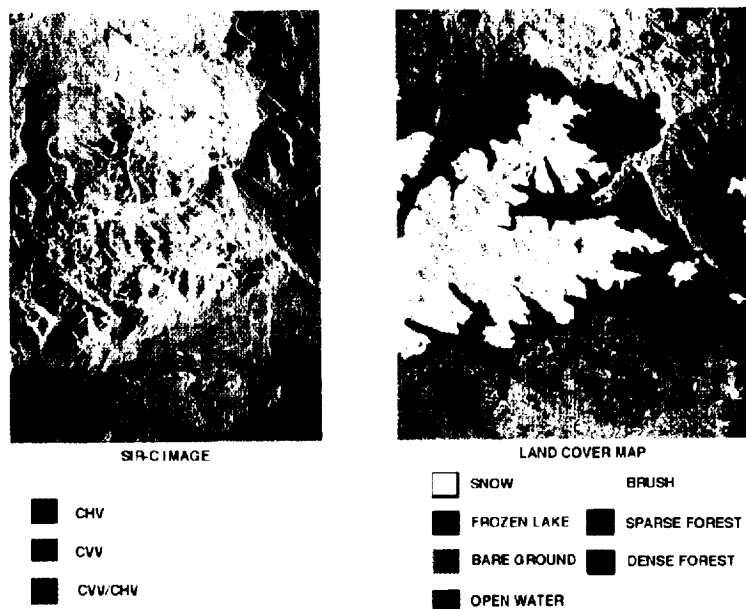 SIR-C IMAGE
CHV
CVV
CVV/CHV
LAND COVER MAP
SNOW
BRUSH
FROZEN LAKE
SPARSE FOREST
BARE GROUND
DENSE FOREST
OPEN WATER